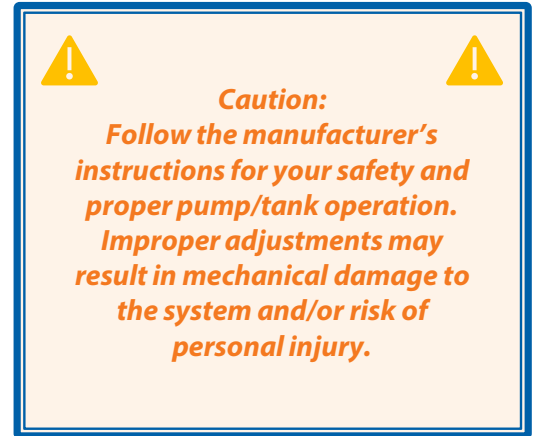 Caution:
Follow the manufacturer’s
instructions for your safety and
proper pump/tank operation.
Improper adjustments may
result in mechanical damage to
the system and/or risk of
personal injury.